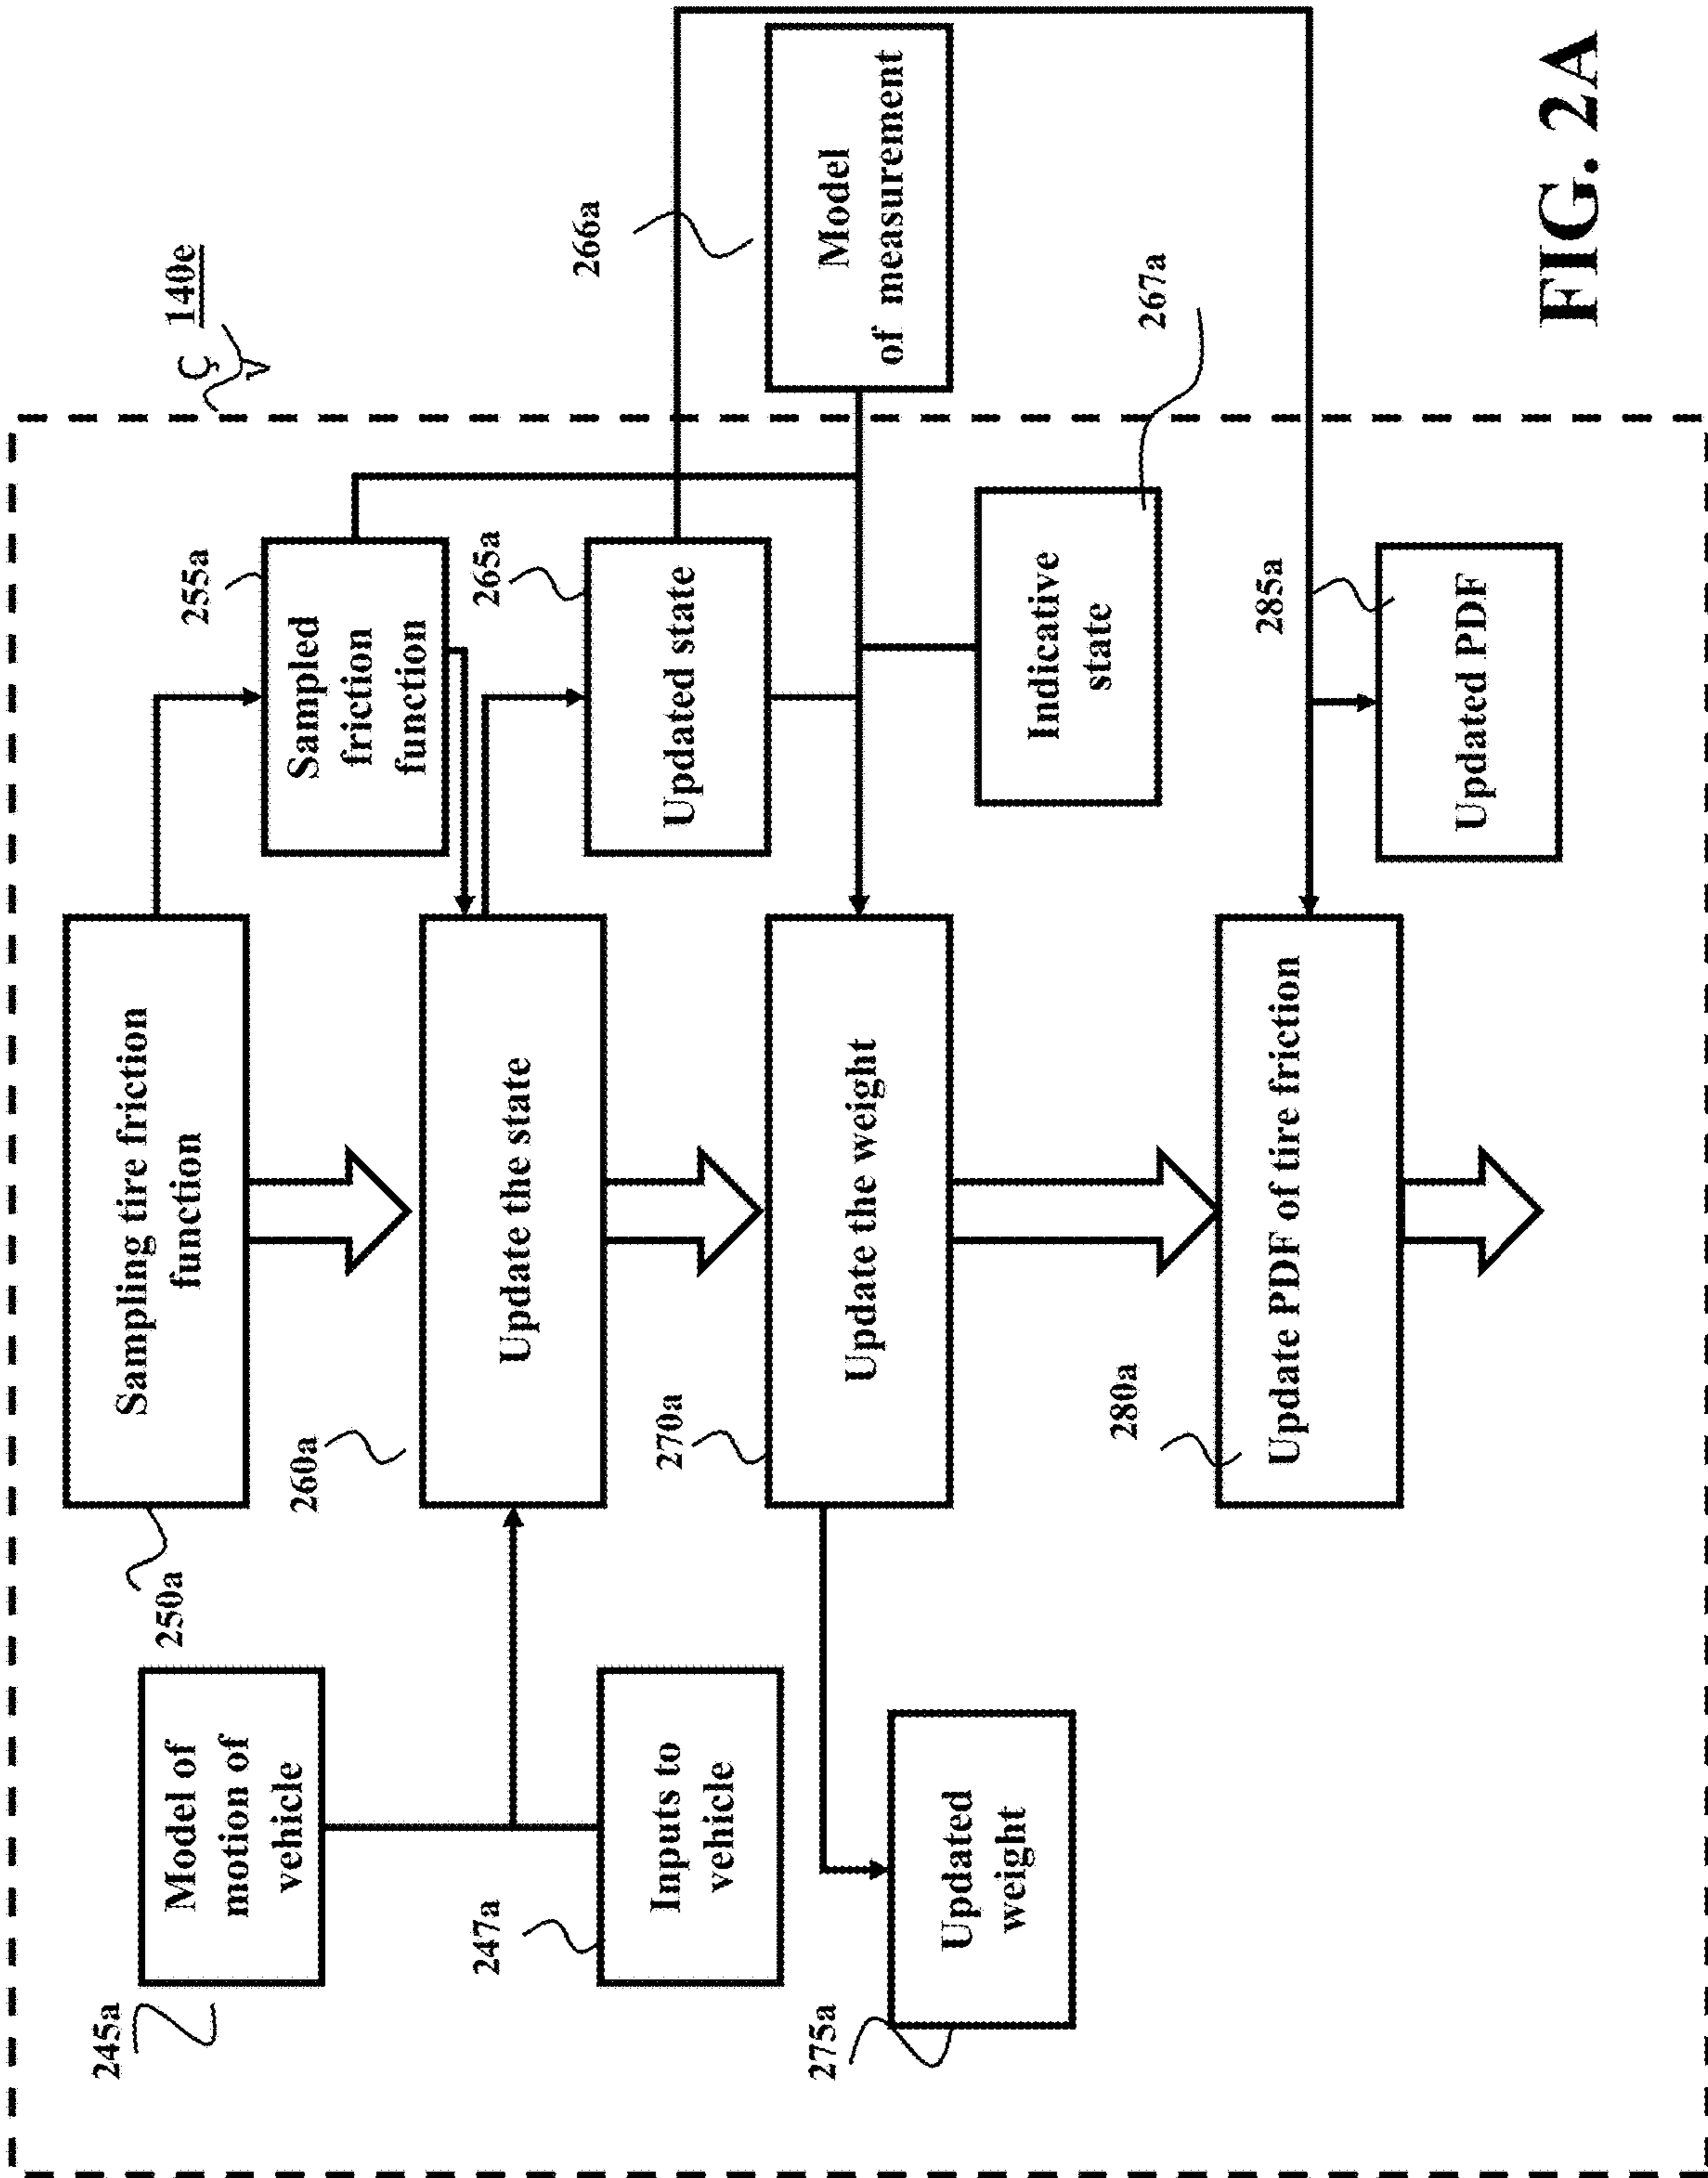 140e
250a
Sampling tire friction
function
255a
Sampled
friction
function
245a
Model of
motion of
vehicle
260a
Update the state
265a
Updated state
266a
Model
of measurement
247a
Inputs to
vehicle
270a
Update the weight
267a
Indicative
state
275a
Updated
weight
280a
Update PDF of tire friction
285a
Updated PDF
FIG. 2A